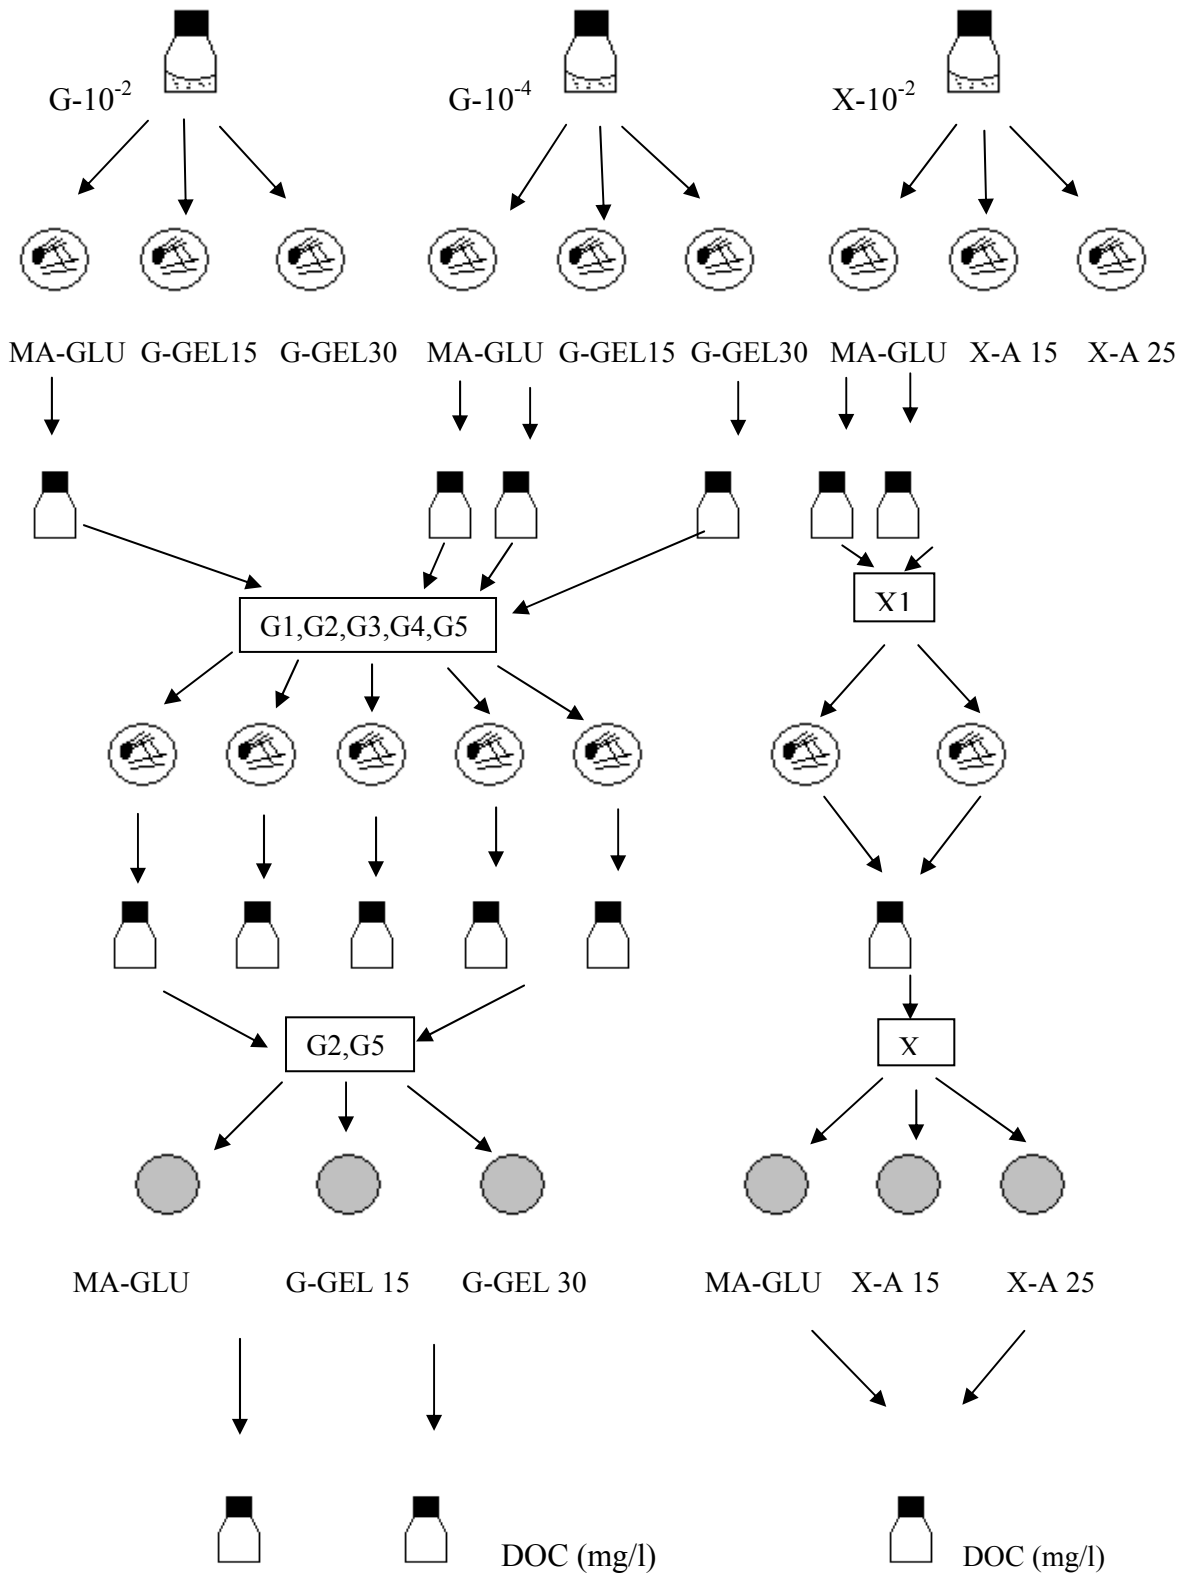 G-10⁻² G-10⁻⁴ X-10⁻²
MA-GLU G-GEL15 G-GEL30 MA-GLU G-GEL15 G-GEL30 MA-GLU X-A 15 X-A 25
G1,G2,G3,G4,G5 X1
G2,G5 X
MA-GLU G-GEL 15 G-GEL 30 MA-GLU X-A 15 X-A 25
DOC (mg/l) DOC (mg/l)